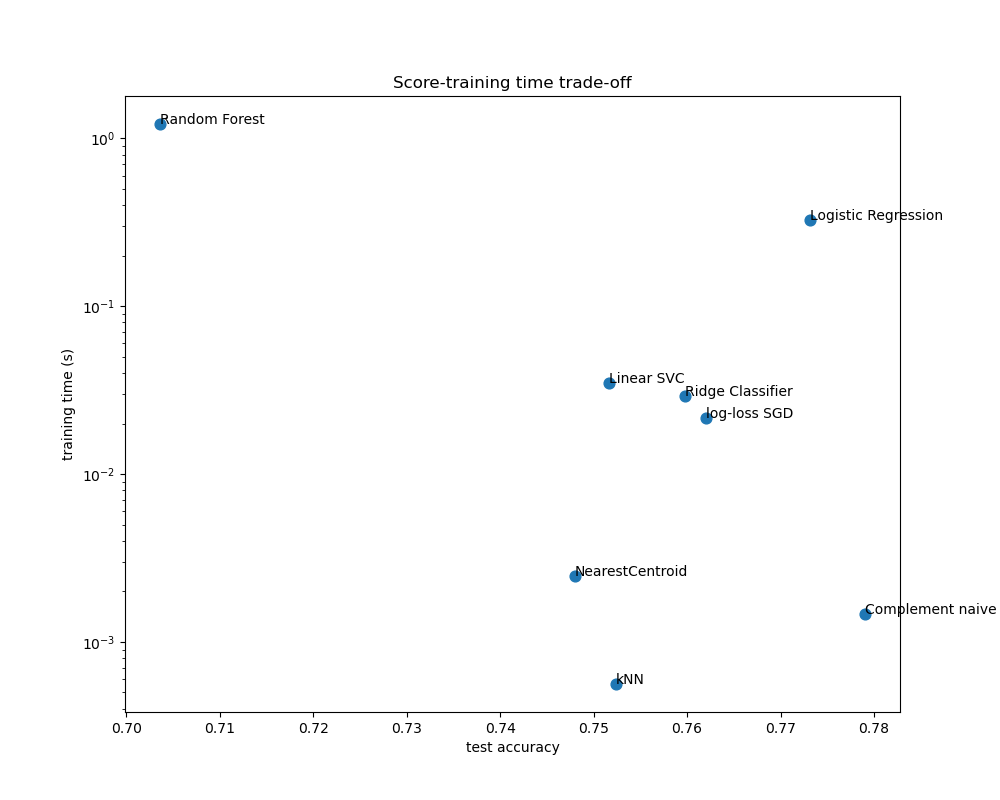 Score-training time trade-off
Random Forest
Logistic Regression
Linear SVC
Ridge Classifier
log-loss SGD
NearestCentroid
Complement naive
kNN
10⁰
10⁻¹
10⁻²
10⁻³
training time (s)
0.70 0.71 0.72 0.73 0.74 0.75 0.76 0.77 0.78
test accuracy